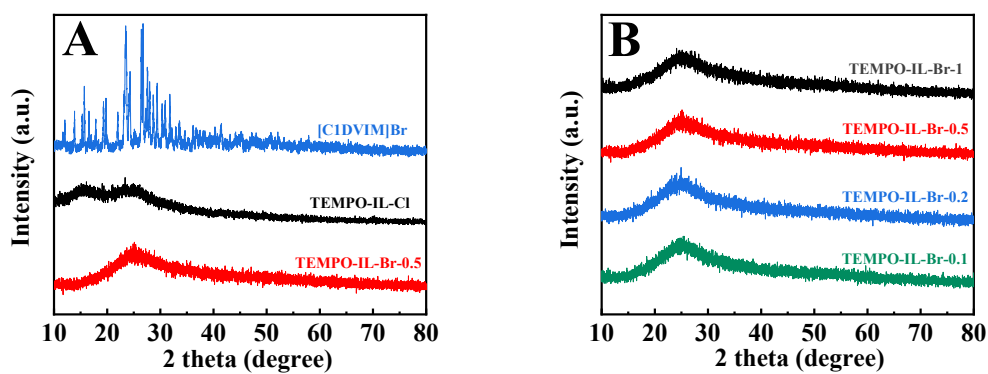 A
Intensity (a.u.)
[C1DVIM]Br
TEMPO-IL-Cl
TEMPO-IL-Br-0.5
10 20 30 40 50 60 70 80
2 theta (degree)
B
Intensity (a.u.)
TEMPO-IL-Br-1
TEMPO-IL-Br-0.5
TEMPO-IL-Br-0.2
TEMPO-IL-Br-0.1
10 20 30 40 50 60 70 80
2 theta (degree)